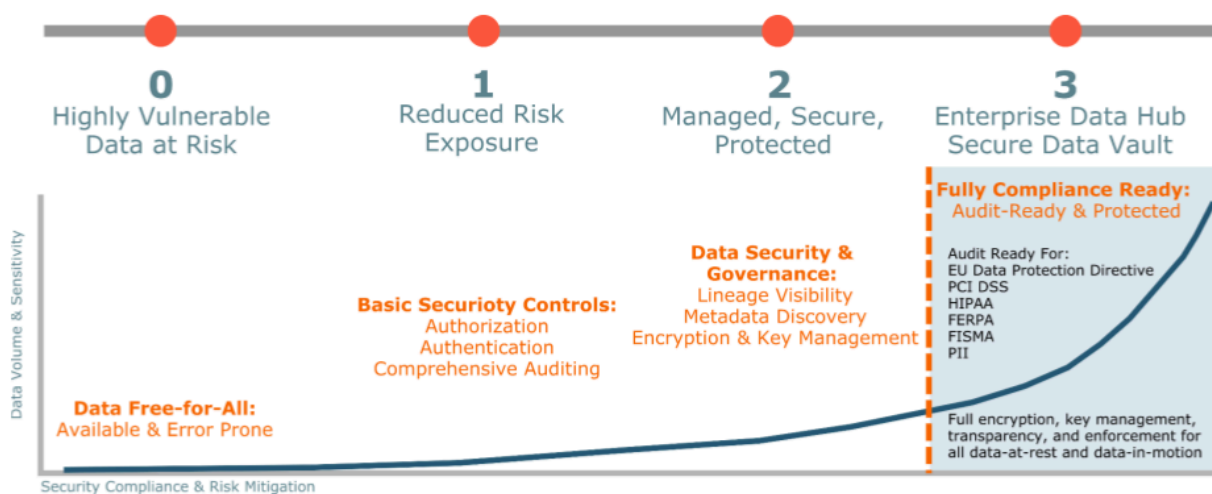 0
Highly Vulnerable
Data at Risk
1
Reduced Risk
Exposure
2
Managed, Secure,
Protected
3
Enterprise Data Hub
Secure Data Vault
Data Volume & Sensitivity
Data Free-for-All:
Available & Error Prone
Basic Securioty Controls:
Authorization
Authentication
Comprehensive Auditing
Data Security &
Governance:
Lineage Visibility
Metadata Discovery
Encryption & Key Management
Fully Compliance Ready:
Audit-Ready & Protected
Audit Ready For:
EU Data Protection Directive
PCI DSS
HIPAA
FERPA
FISMA
PII
Full encryption, key management,
transparency, and enforcement for
all data-at-rest and data-in-motion
Security Compliance & Risk Mitigation